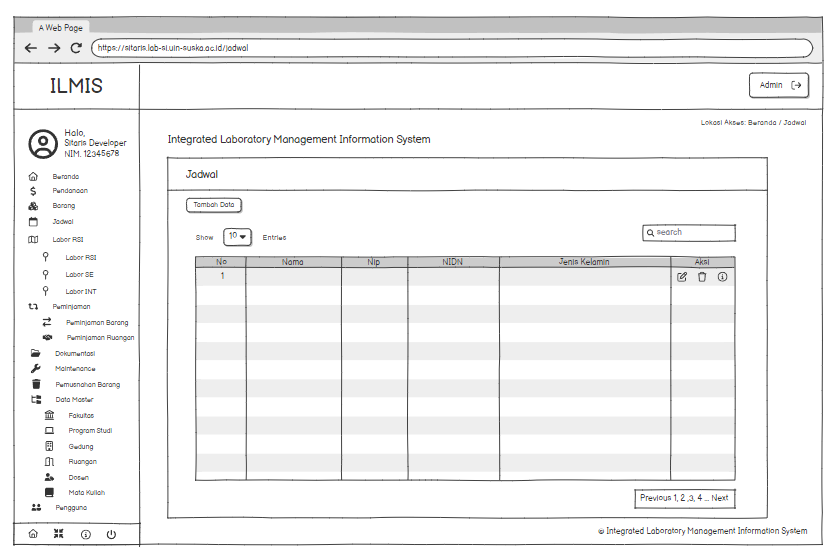 A Web Page
https://sitaris.lab-si.uin-suska.ac.id/jadwal
ILMIS
Admin
Lokasi Akses: Beranda / Jadwal
Halo,
Sitaris Developer
NIM. 12345678
Integrated Laboratory Management Information System
Beranda
Pendanaan
Barang
Jadwal
Labor RSI
Labor RSI
Labor SE
Labor INT
Peminjaman
Peminjaman Barang
Peminjaman Ruangan
Dokumentasi
Maintenance
Pemusnahan Barang
Data Master
Fakultas
Program Studi
Gedung
Ruangan
Dosen
Mata Kuliah
Pengguna
Jadwal
Tambah Data
Show 10 Entries
search
No Nama Nip NIDN Jenis Kelamin Aksi
1
Previous 1, 2 ,3, 4 ... Next
© Integrated Laboratory Management Information System